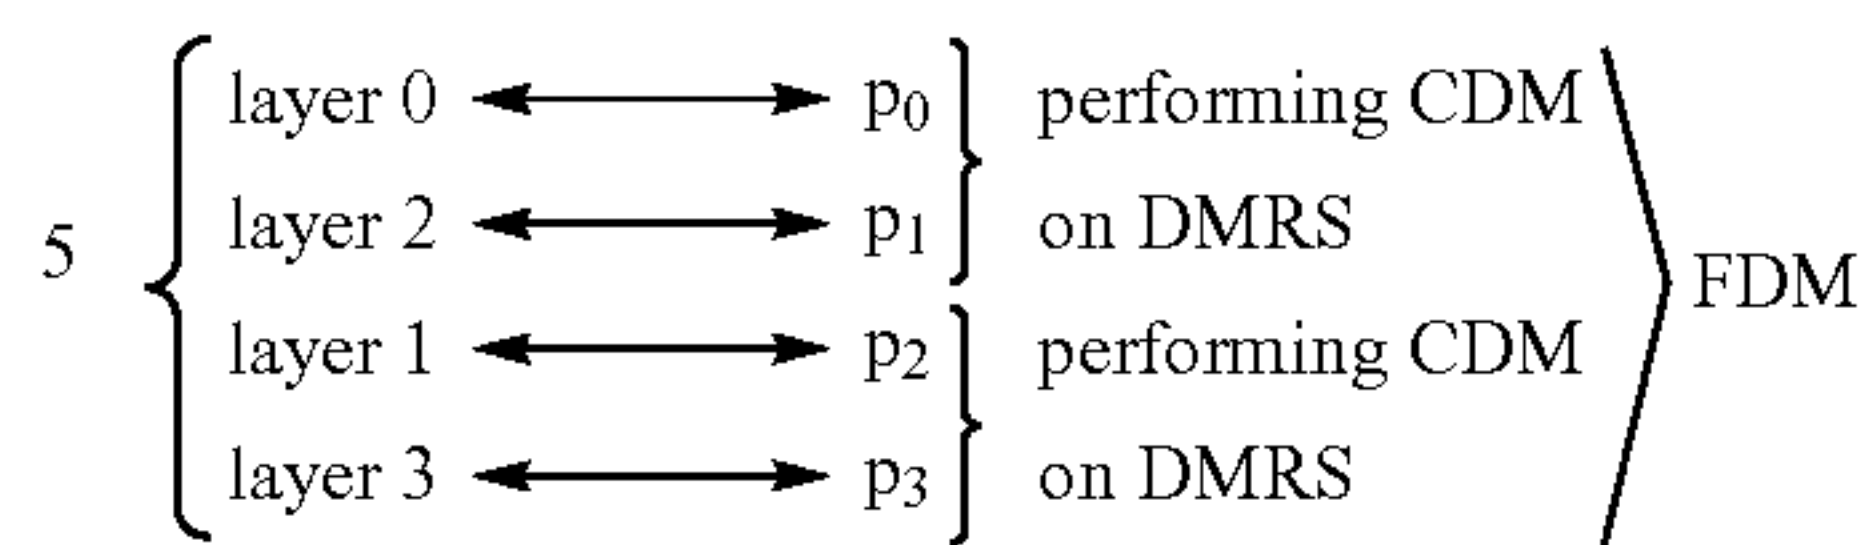 layer 0 p0 performing CDM
layer 2 p1 on DMRS
5 FDM
layer 1 p2 performing CDM
layer 3 p3 on DMRS